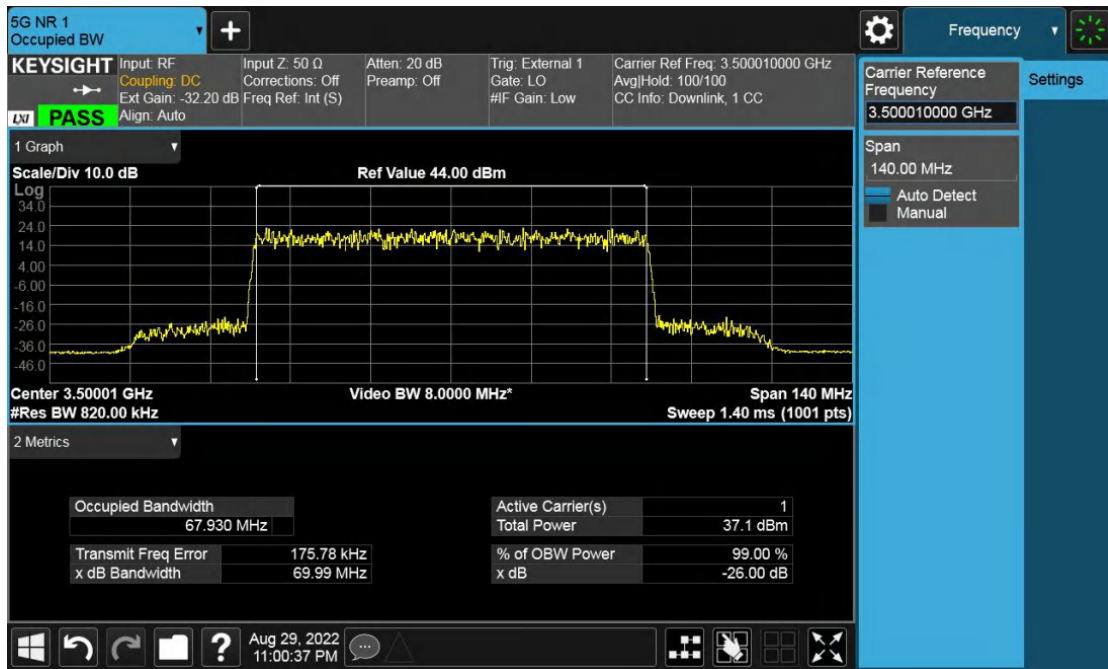 5G NR 1
Occupied BW
+
Frequency
KEYSIGHT
LXI PASS
Input: RF
Coupling: DC
Ext Gain: -32.20 dB
Align: Auto
Input Z: 50 Ω
Corrections: Off
Freq Ref: Int (S)
Atten: 20 dB
Preamp: Off
Trig: External 1
Gate: LO
#IF Gain: Low
Carrier Ref Freq: 3.500010000 GHz
Avg|Hold: 100/100
CC Info: Downlink, 1 CC
Carrier Reference
Frequency
3.500010000 GHz
Settings
Span
140.00 MHz
Auto Detect
Manual
1 Graph
Scale/Div 10.0 dB
Ref Value 44.00 dBm
Log
34.0
24.0
14.0
4.00
-6.00
-16.0
-26.0
-36.0
-46.0
Center 3.50001 GHz
Video BW 8.0000 MHz*
Span 140 MHz
#Res BW 820.00 kHz
Sweep 1.40 ms (1001 pts)
2 Metrics
Occupied Bandwidth
67.930 MHz
Transmit Freq Error 175.78 kHz
x dB Bandwidth 69.99 MHz
Active Carrier(s) 1
Total Power 37.1 dBm
% of OBW Power 99.00 %
x dB -26.00 dB
?
Aug 29, 2022
11:00:37 PM